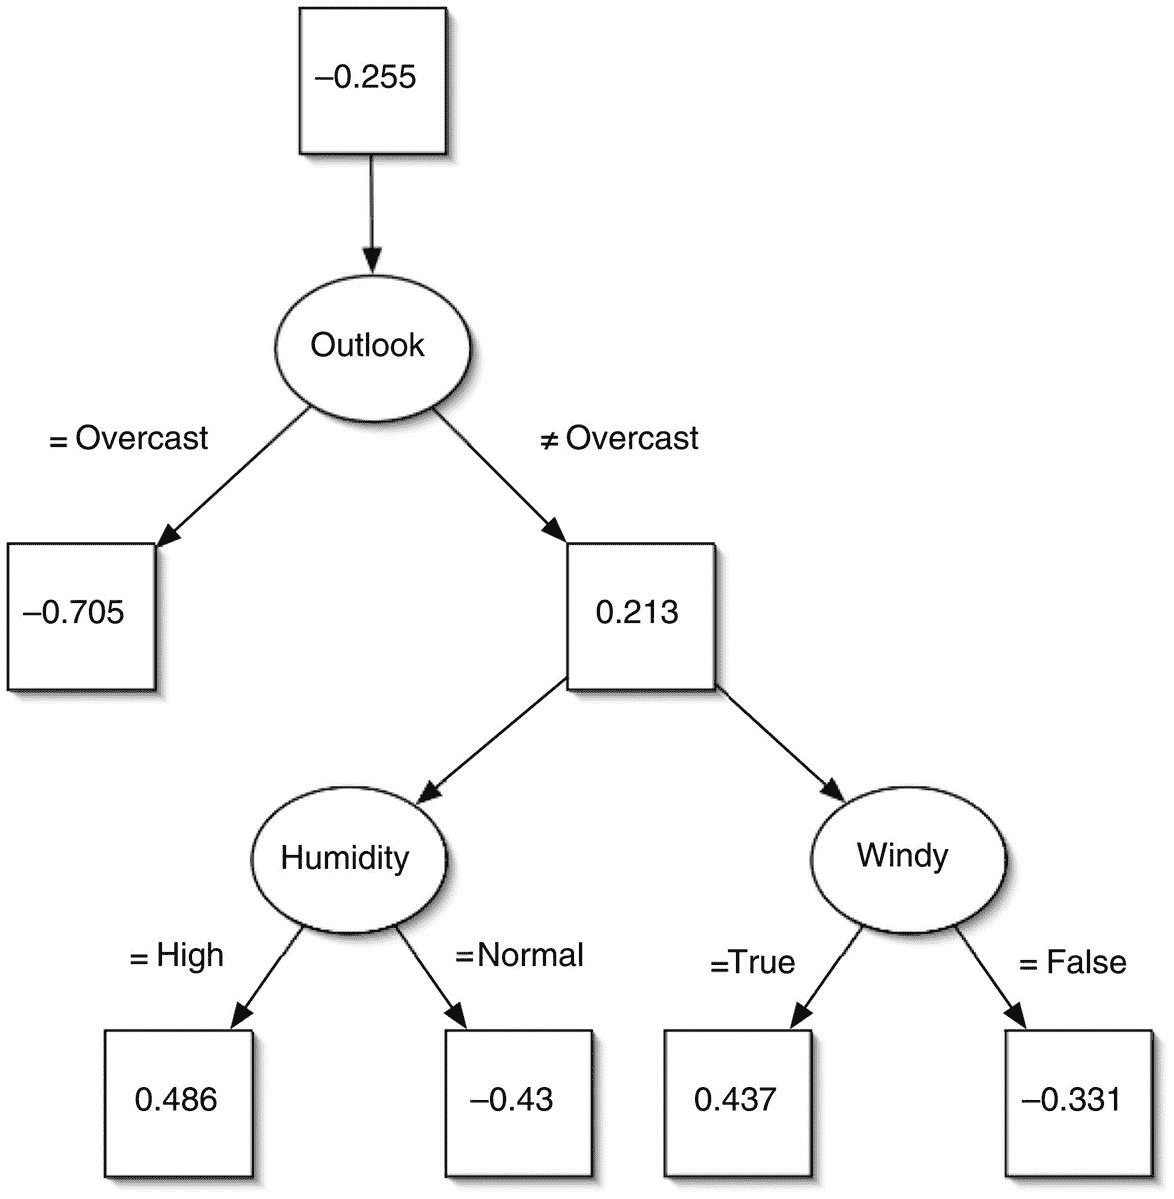 –0.255
Outlook
= Overcast
≠ Overcast
–0.705
0.213
Humidity
Windy
= High
=Normal
=True
= False
0.486
–0.43
0.437
–0.331